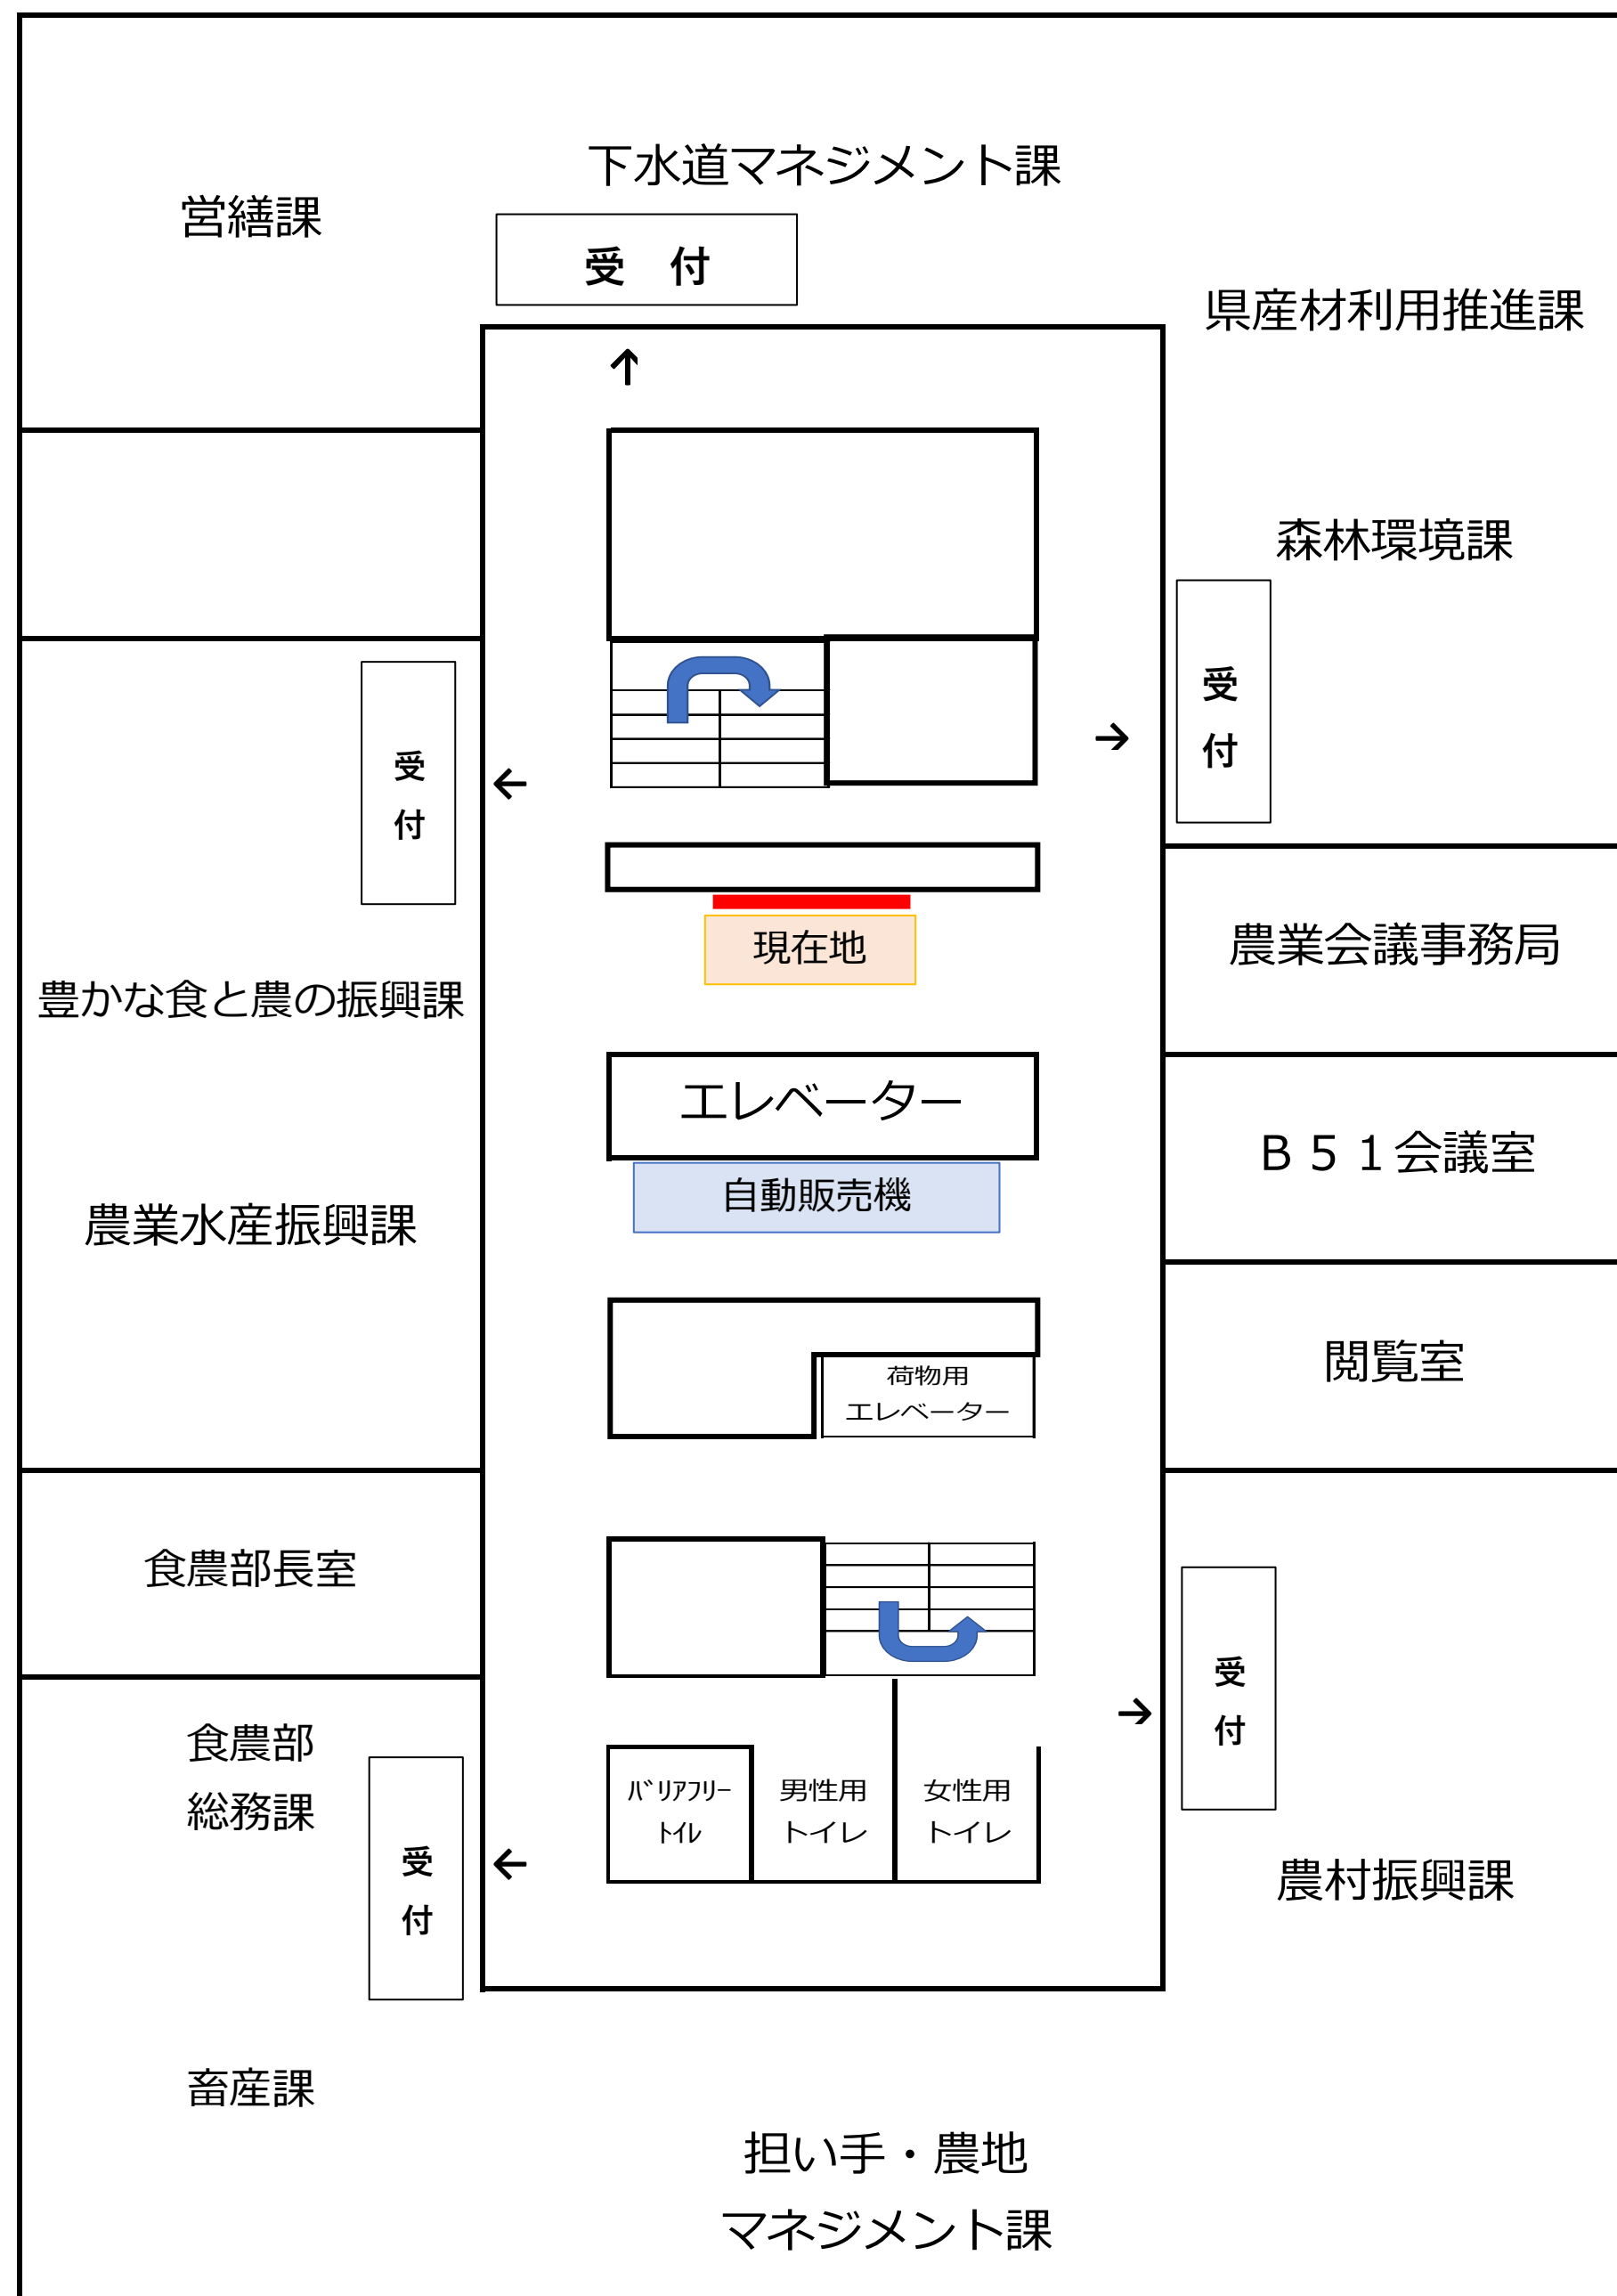 下水道マネジメント課
営繕課
受　付
県産材利用推進課
↑
森林環境課
受
付
→
受
付
←
現在地
農業会議事務局
豊かな食と農の振興課
エレベーター
Ｂ５１会議室
自動販売機
農業水産振興課
閲覧室
荷物用
エレベーター
食農部長室
受
付
→
食農部
総務課
ﾊﾞﾘｱﾌﾘｰ
ﾄｲﾚ
男性用
トイレ
女性用
トイレ
受
付
←
農村振興課
畜産課
担い手・農地
マネジメント課